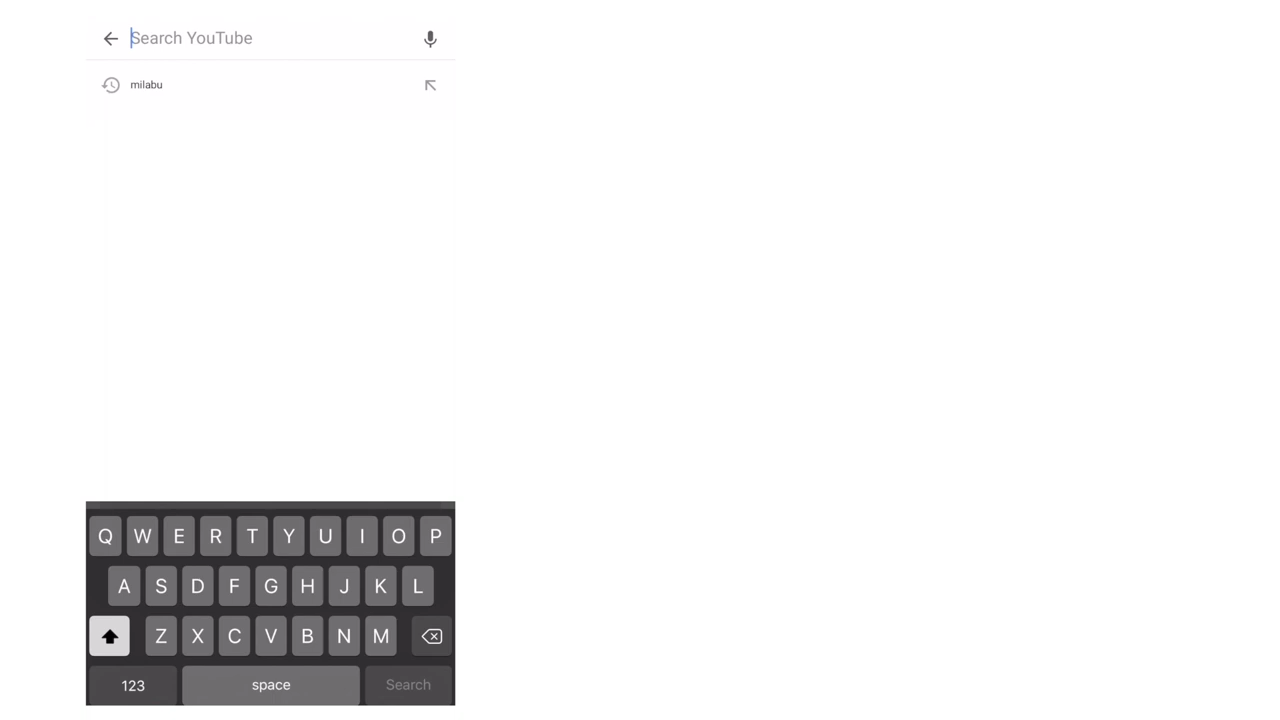 Search YouTube
milabu
Q W E R T Y U I O P
A S D F G H J K L
Z X C V B N M
123 space Search